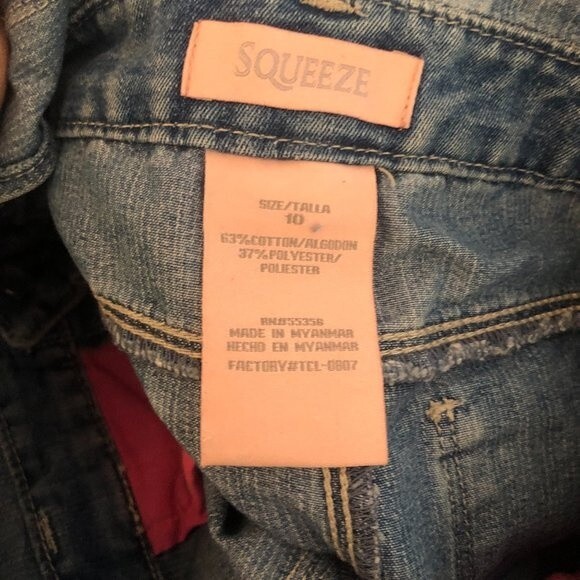 SQUEEZE
SIZE/TALLA
10
63%COTTON/ALGODON
37%POLYESTER/
POLIESTER
RN#55358
MADE IN MYANMAR
HECHO EN MYANMAR
FACTORY#TCL-0807